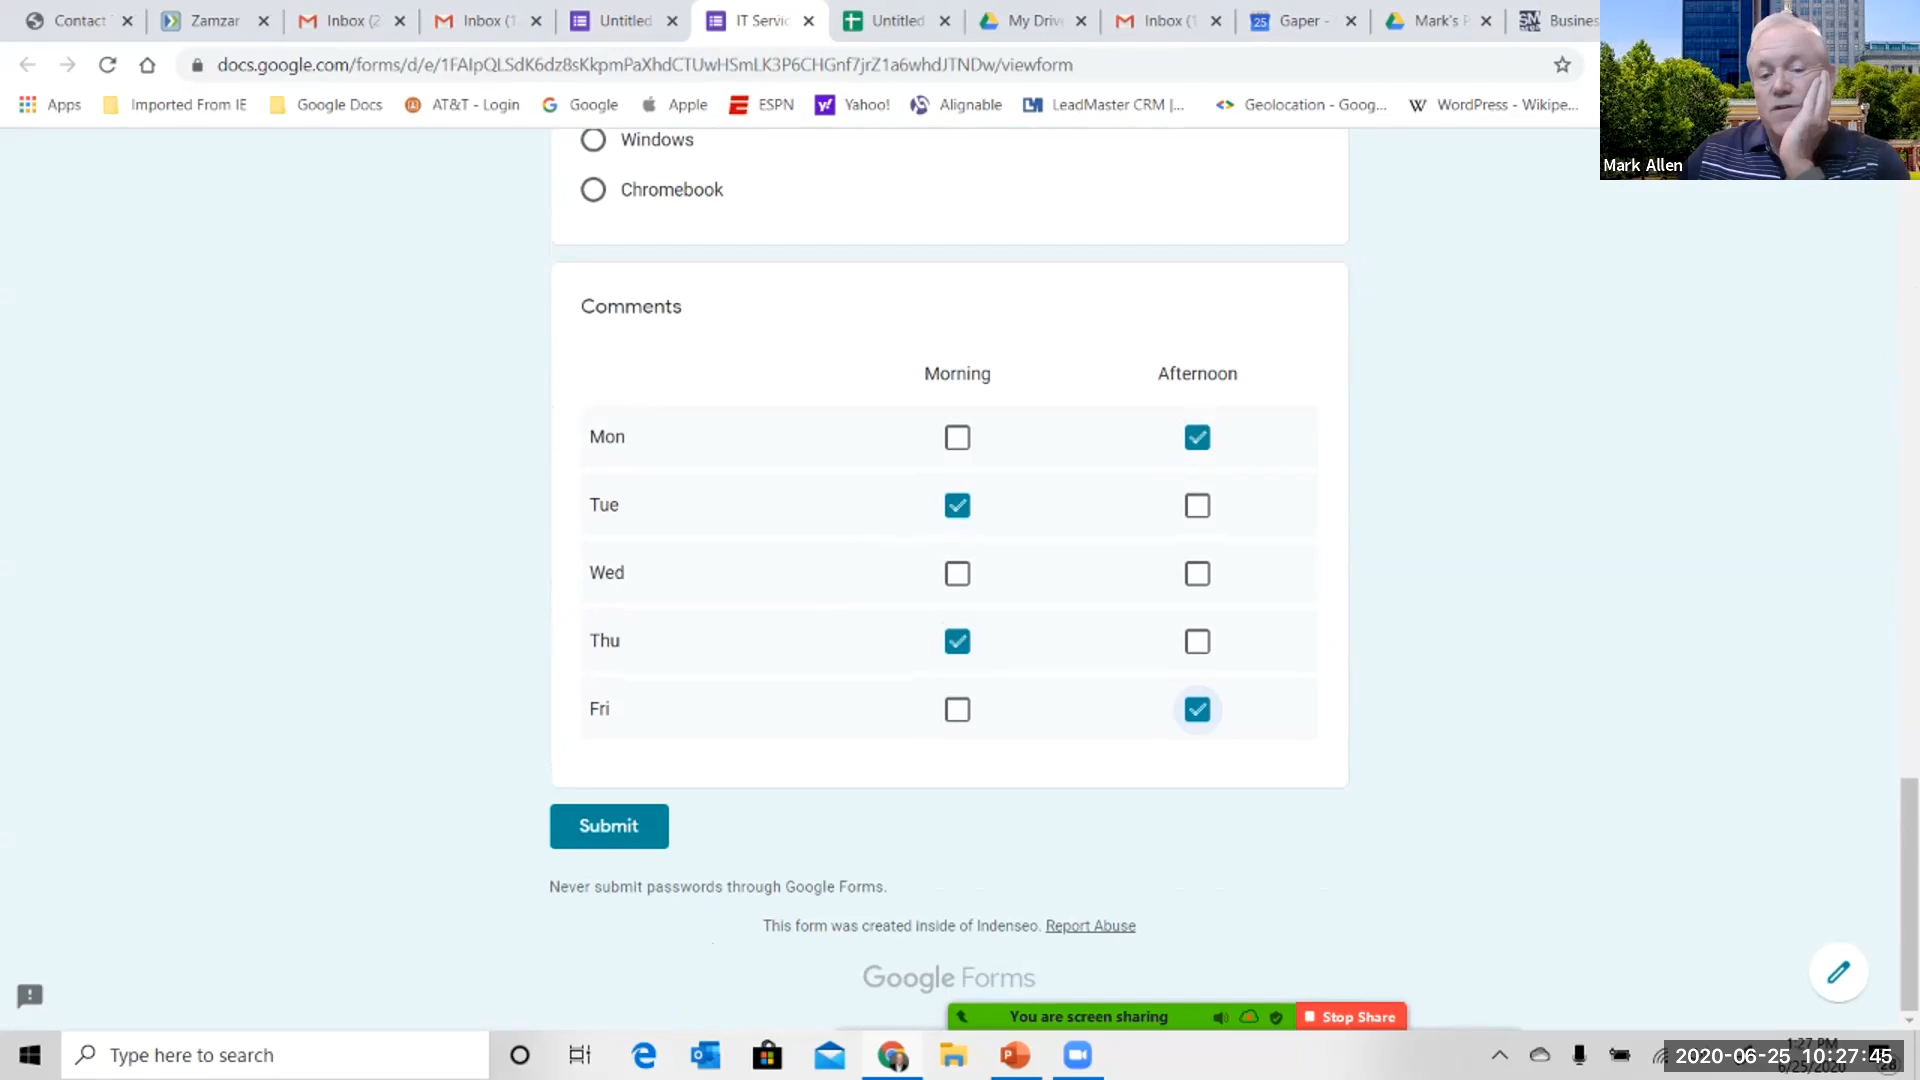 Contact
Zamzar
Inbox (2
Inbox (1
Untitled
IT Servic
Untitled
My Drive
Inbox (1
Gaper -
Mark's P
Busines
docs.google.com/forms/d/e/1FAIpQLSdK6dz8sKkpmPaXhdCTUwHSmLK3P6CHGnf7jrZ1a6whdJTNDw/viewform
Apps
Imported From IE
Google Docs
AT&T - Login
Google
Apple
ESPN
Yahoo!
Alignable
LeadMaster CRM |...
Geolocation - Goog...
WordPress - Wikipe...
Mark Allen
Windows
Chromebook
Comments
Morning Afternoon
Mon
Tue
Wed
Thu
Fri
Submit
Never submit passwords through Google Forms.
This form was created inside of Indenseo. Report Abuse
Google Forms
You are screen sharing
Stop Share
Type here to search
2020-06-25 10:27:45